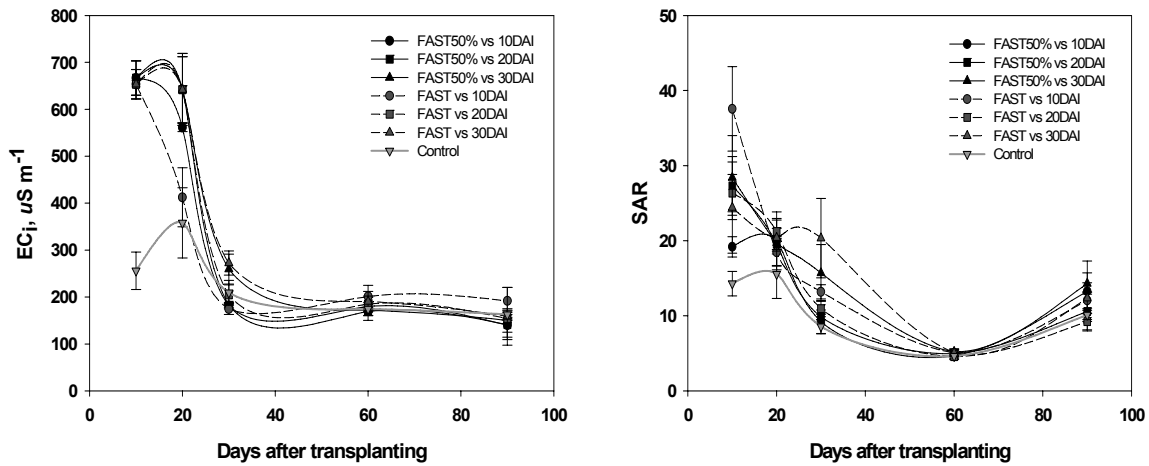 800
700
600
500
400
300
200
100
0
ECi, uS m-1
FAST50% vs 10DAI
FAST50% vs 20DAI
FAST50% vs 30DAI
FAST vs 10DAI
FAST vs 20DAI
FAST vs 30DAI
Control
0 20 40 60 80 100
Days after transplanting
50
40
30
20
10
0
SAR
FAST50% vs 10DAI
FAST50% vs 20DAI
FAST50% vs 30DAI
FAST vs 10DAI
FAST vs 20DAI
FAST vs 30DAI
Control
0 20 40 60 80 100
Days after transplanting